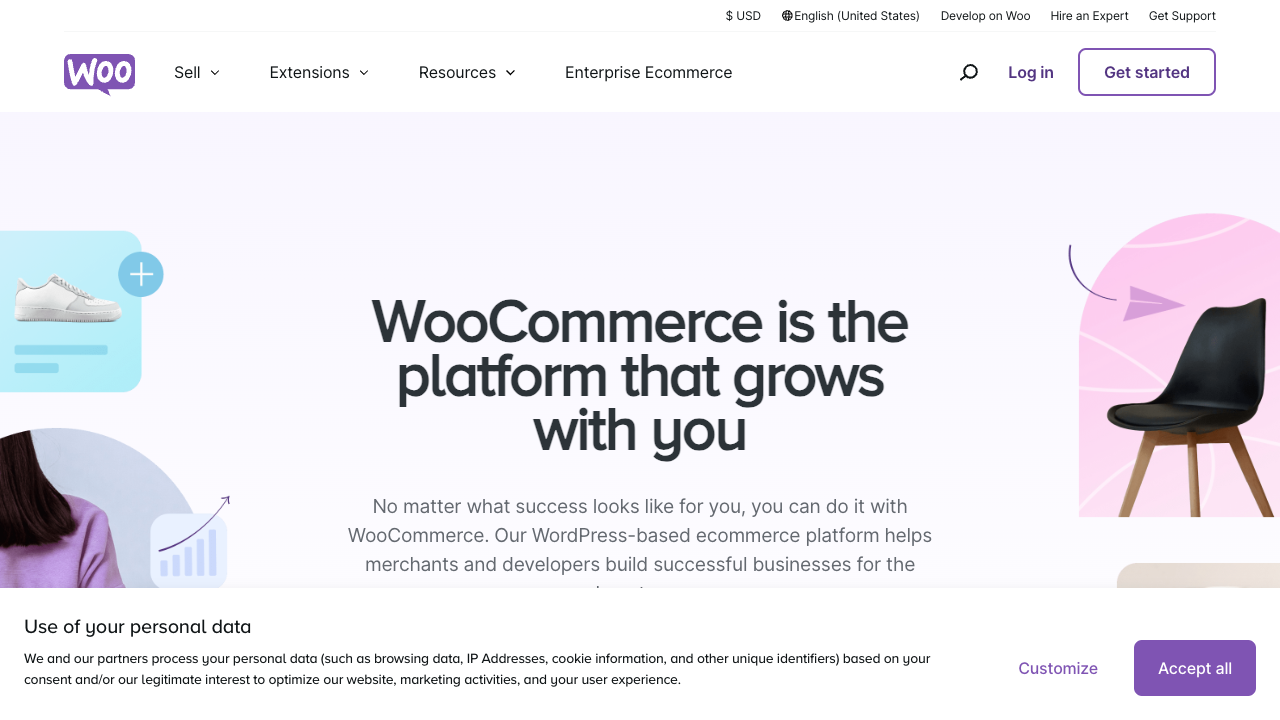 $ USD English (United States) Develop on Woo Hire an Expert Get Support
Woo Sell Extensions Resources Enterprise Ecommerce Log in Get started
WooCommerce is the
platform that grows
with you
No matter what success looks like for you, you can do it with
WooCommerce. Our WordPress-based ecommerce platform helps
merchants and developers build successful businesses for the
Use of your personal data
We and our partners process your personal data (such as browsing data, IP Addresses, cookie information, and other unique identifiers) based on your
consent and/or our legitimate interest to optimize our website, marketing activities, and your user experience.
Customize Accept all